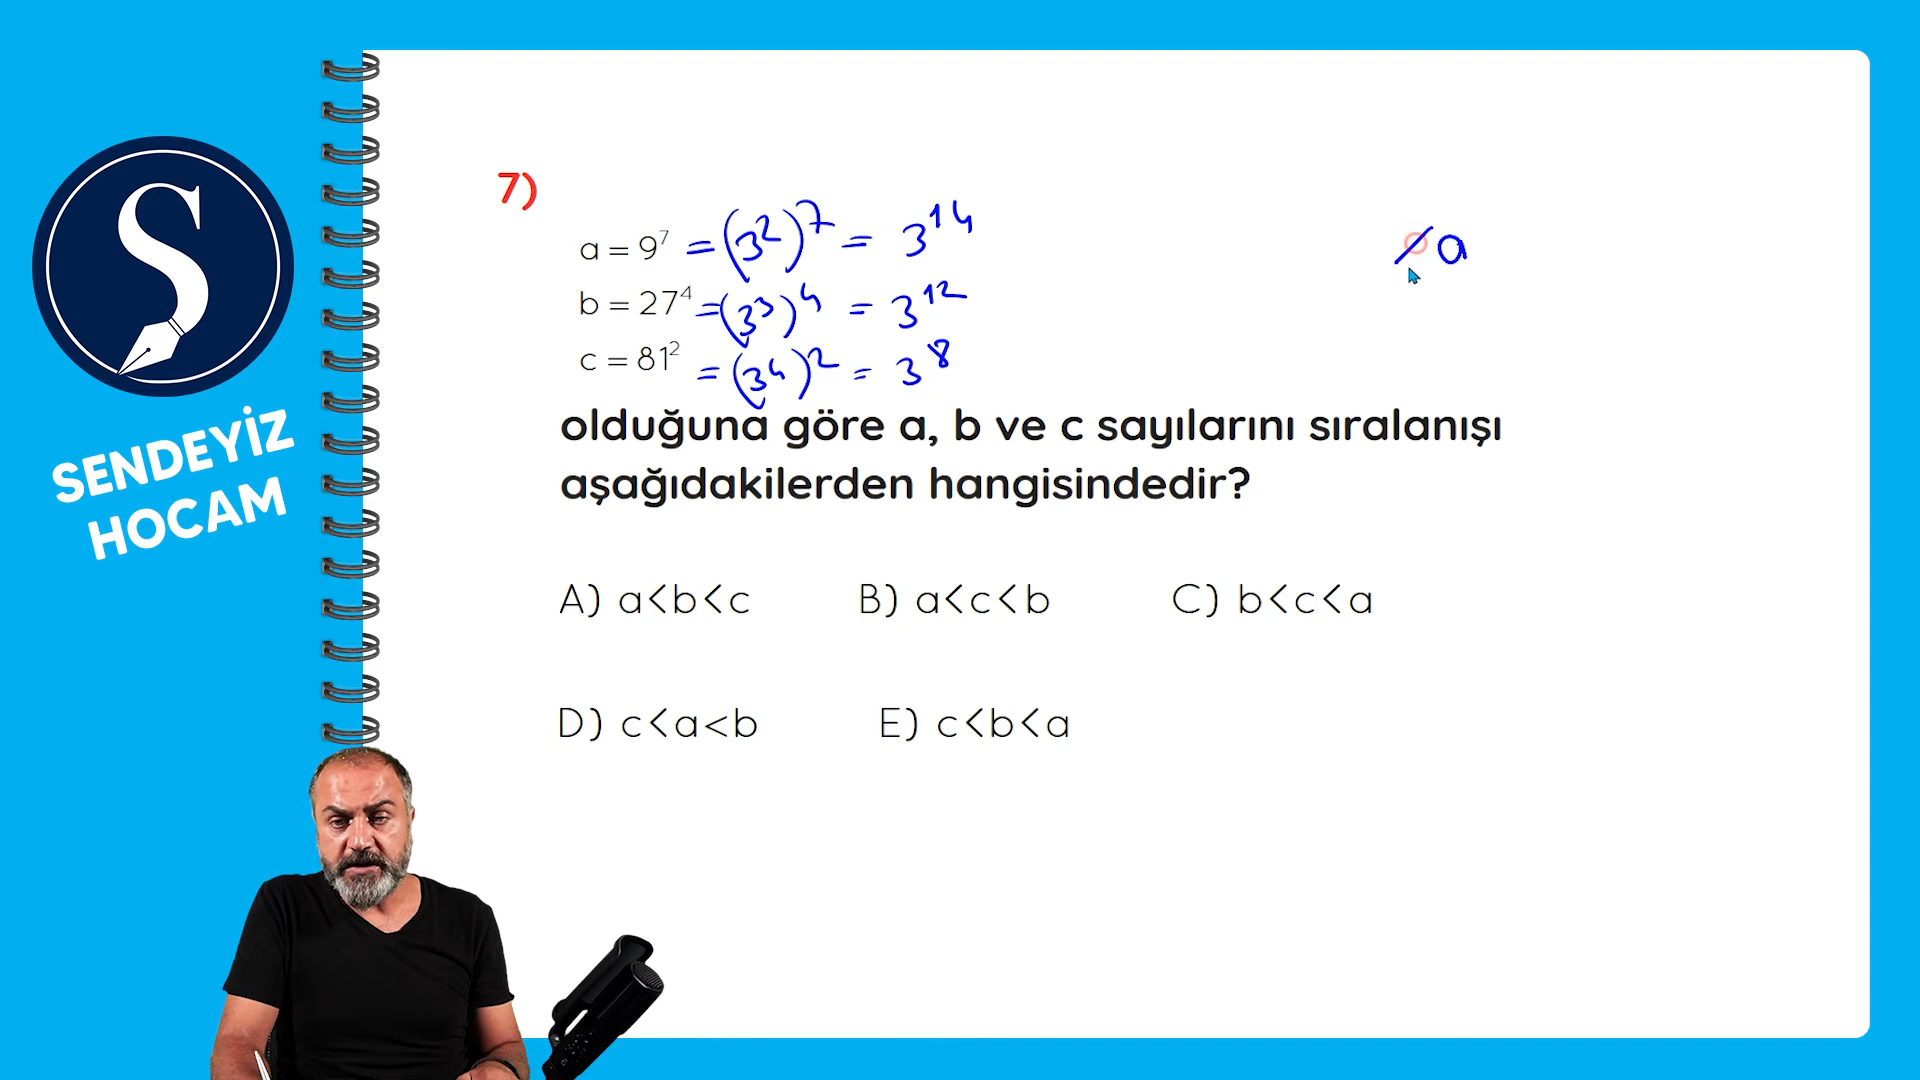 S
SENDEYİZ
HOCAM
7)
a = 9⁷ = (3²)⁷ = 3¹⁴
b = 27⁴ = (3³)⁴ = 3¹²
c = 81² = (3⁴)² = 3⁸
a
olduğuna göre a, b ve c sayılarını sıralanışı
aşağıdakilerden hangisindedir?
A) a<b<c B) a<c<b C) b<c<a
D) c<a<b E) c<b<a